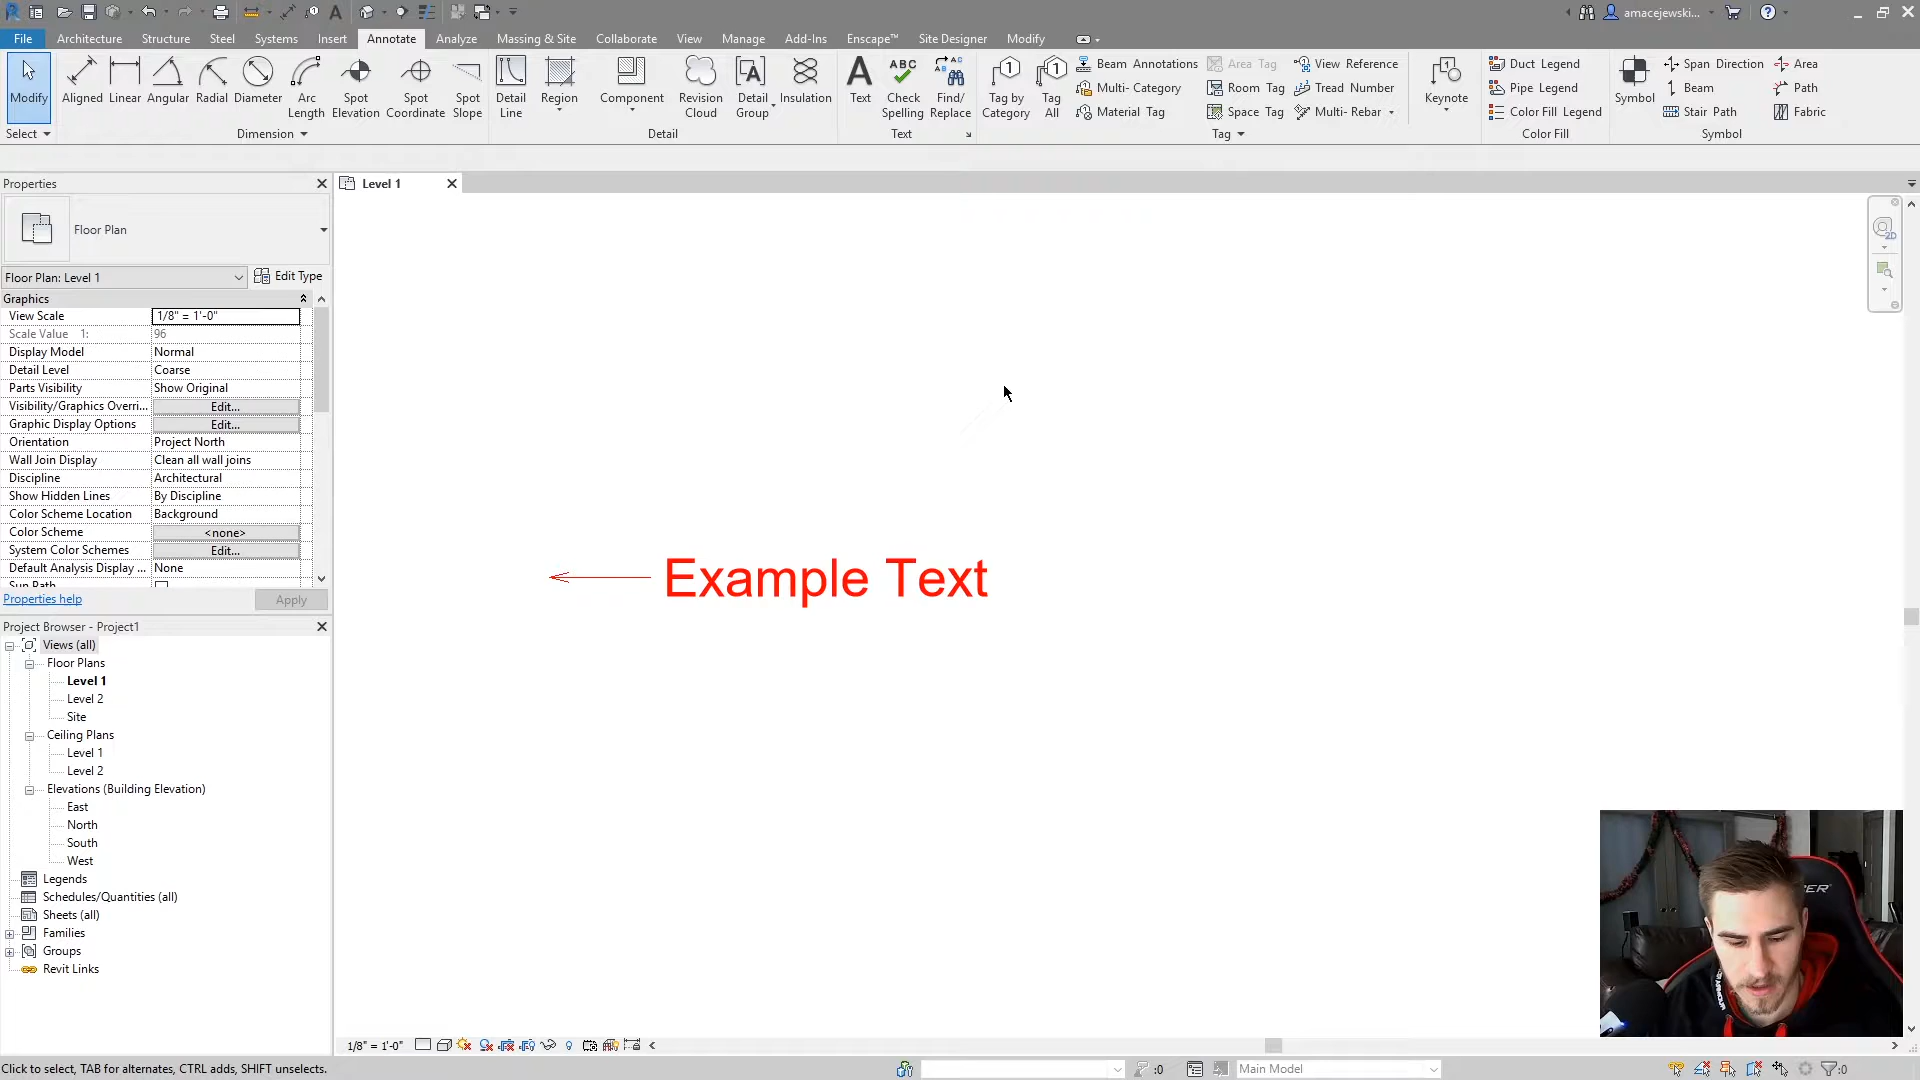 amacejewski...
File Architecture Structure Steel Systems Insert Annotate Analyze Massing & Site Collaborate View Manage Add-Ins Enscape™ Site Designer Modify
Modify
Select
Aligned Linear Angular Radial Diameter Arc Length Spot Elevation Spot Coordinate Spot Slope
Dimension
Detail Line Region Component Revision Cloud Detail Group Insulation
Detail
Text Check Spelling Find/ Replace
Text
Tag by Category Tag All
Beam Annotations Area Tag View Reference
Multi- Category Room Tag Tread Number
Material Tag Space Tag Multi- Rebar
Tag
Keynote
Duct Legend
Pipe Legend
Color Fill Legend
Color Fill
Symbol
Span Direction Area
Beam Path
Stair Path Fabric
Symbol
Properties
Floor Plan
Floor Plan: Level 1 Edit Type
Graphics
View Scale 1/8" = 1'-0"
Scale Value 1: 96
Display Model Normal
Detail Level Coarse
Parts Visibility Show Original
Visibility/Graphics Overri... Edit...
Graphic Display Options Edit...
Orientation Project North
Wall Join Display Clean all wall joins
Discipline Architectural
Show Hidden Lines By Discipline
Color Scheme Location Background
Color Scheme <none>
System Color Schemes Edit...
Default Analysis Display ... None
Sun Path
Properties help Apply
Project Browser - Project1
Views (all)
Floor Plans
Level 1
Level 2
Site
Ceiling Plans
Level 1
Level 2
Elevations (Building Elevation)
East
North
South
West
Legends
Schedules/Quantities (all)
Sheets (all)
Families
Groups
Revit Links
Level 1
2D
Example Text
1/8" = 1'-0"
Click to select, TAB for alternates, CTRL adds, SHIFT unselects.
:0
Main Model
:0